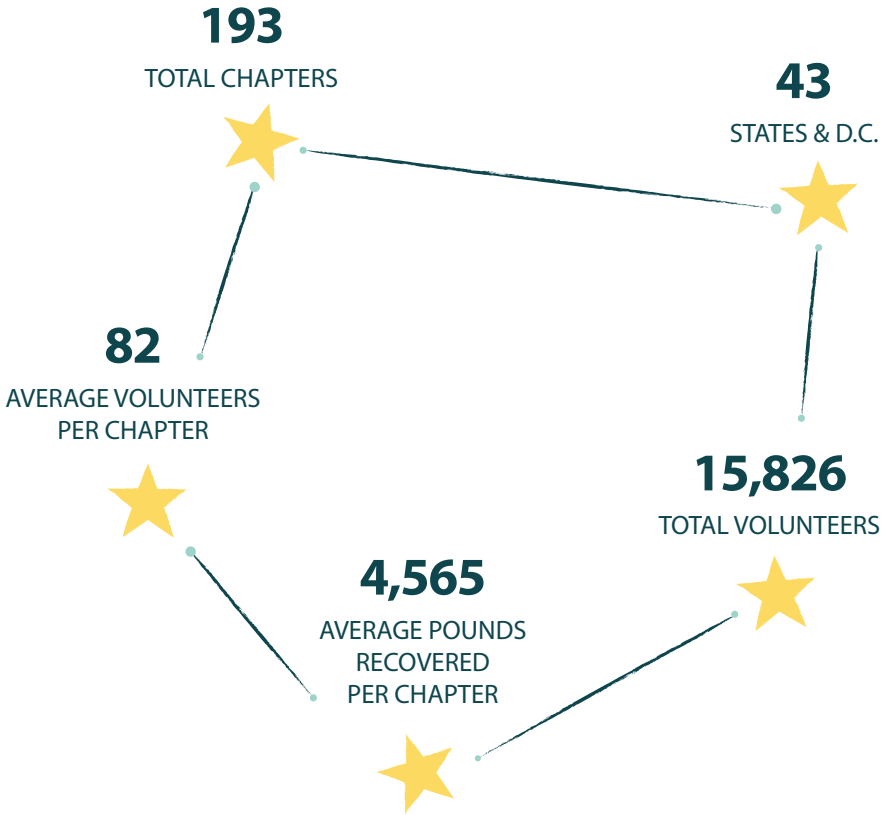 193
TOTAL CHAPTERS
43
STATES & D.C.
82
AVERAGE VOLUNTEERS
PER CHAPTER
15,826
TOTAL VOLUNTEERS
4,565
AVERAGE POUNDS
RECOVERED
PER CHAPTER